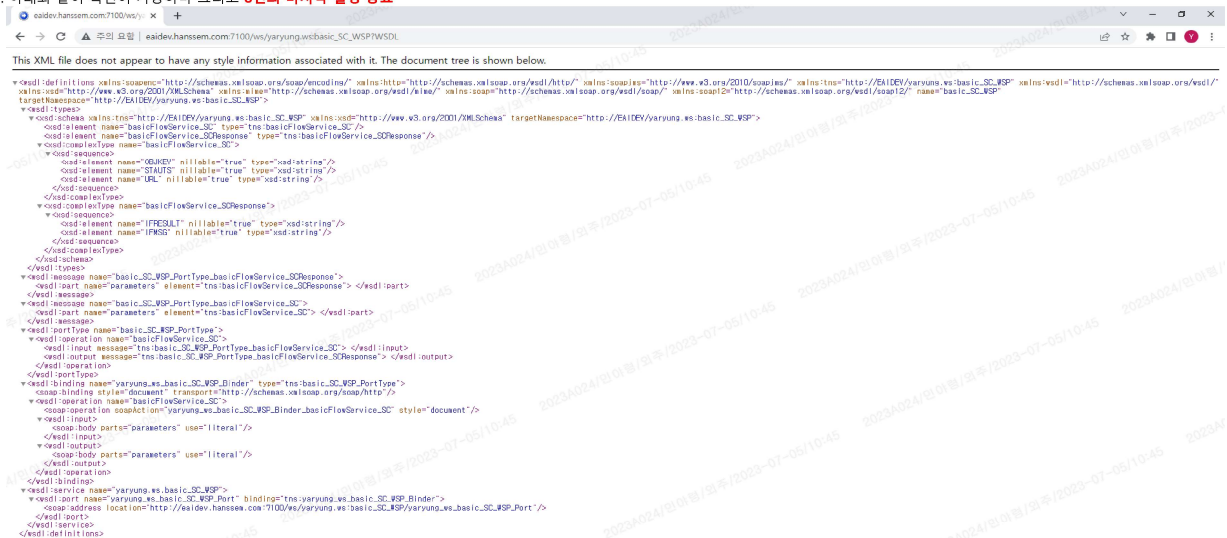 eaidev.hanssem.com:7100/ws/ya
주의 요함 | eaidev.hanssem.com:7100/ws/yaryung.ws:basic_SC_WSP?WSDL
This XML file does not appear to have any style information associated with it. The document tree is shown below.
▼<wsdl:definitions xmlns:soapenc="http://schemas.xmlsoap.org/soap/encoding/" xmlns:http="http://schemas.xmlsoap.org/wsdl/http/" xmlns:soapjms="http://www.w3.org/2010/soapjms/" xmlns:tns="http://EAIDEV/yaryung.ws:basic_SC_WSP" xmlns:wsdl="http://schemas.xmlsoap.org/wsdl/"
xmlns:xsd="http://www.w3.org/2001/XMLSchema" xmlns:mime="http://schemas.xmlsoap.org/wsdl/mime/" xmlns:soap="http://schemas.xmlsoap.org/wsdl/soap/" xmlns:soap12="http://schemas.xmlsoap.org/wsdl/soap12/" name="basic_SC_WSP"
targetNamespace="http://EAIDEV/yaryung.ws:basic_SC_WSP">
▼<wsdl:types>
▼<xsd:schema xmlns:tns="http://EAIDEV/yaryung.ws:basic_SC_WSP" xmlns:xsd="http://www.w3.org/2001/XMLSchema" targetNamespace="http://EAIDEV/yaryung.ws:basic_SC_WSP">
<xsd:element name="basicFlowService_SC" type="tns:basicFlowService_SC"/>
<xsd:element name="basicFlowService_SCResponse" type="tns:basicFlowService_SCResponse"/>
▼<xsd:complexType name="basicFlowService_SC">
▼<xsd:sequence>
<xsd:element name="OBJKEY" nillable="true" type="xsd:string"/>
<xsd:element name="STAUTS" nillable="true" type="xsd:string"/>
<xsd:element name="URL" nillable="true" type="xsd:string"/>
</xsd:sequence>
</xsd:complexType>
▼<xsd:complexType name="basicFlowService_SCResponse">
▼<xsd:sequence>
<xsd:element name="IFRESULT" nillable="true" type="xsd:string"/>
<xsd:element name="IFMSG" nillable="true" type="xsd:string"/>
</xsd:sequence>
</xsd:complexType>
</xsd:schema>
</wsdl:types>
▼<wsdl:message name="basic_SC_WSP_PortType_basicFlowService_SCResponse">
<wsdl:part name="parameters" element="tns:basicFlowService_SCResponse"> </wsdl:part>
</wsdl:message>
▼<wsdl:message name="basic_SC_WSP_PortType_basicFlowService_SC">
<wsdl:part name="parameters" element="tns:basicFlowService_SC"> </wsdl:part>
</wsdl:message>
▼<wsdl:portType name="basic_SC_WSP_PortType">
▼<wsdl:operation name="basicFlowService_SC">
<wsdl:input message="tns:basic_SC_WSP_PortType_basicFlowService_SC"> </wsdl:input>
<wsdl:output message="tns:basic_SC_WSP_PortType_basicFlowService_SCResponse"> </wsdl:output>
</wsdl:operation>
</wsdl:portType>
▼<wsdl:binding name="yaryung_ws_basic_SC_WSP_Binder" type="tns:basic_SC_WSP_PortType">
<soap:binding style="document" transport="http://schemas.xmlsoap.org/soap/http"/>
▼<wsdl:operation name="basicFlowService_SC">
<soap:operation soapAction="yaryung_ws_basic_SC_WSP_Binder_basicFlowService_SC" style="document"/>
▼<wsdl:input>
<soap:body parts="parameters" use="literal"/>
</wsdl:input>
▼<wsdl:output>
<soap:body parts="parameters" use="literal"/>
</wsdl:output>
</wsdl:operation>
</wsdl:binding>
▼<wsdl:service name="yaryung.ws.basic_SC_WSP">
▼<wsdl:port name="yaryung_ws_basic_SC_WSP_Port" binding="tns:yaryung_ws_basic_SC_WSP_Binder">
<soap:address location="http://eaidev.hanssem.com:7100/ws/yaryung.ws:basic_SC_WSP/yaryung_ws_basic_SC_WSP_Port"/>
</wsdl:port>
</wsdl:service>
</wsdl:definitions>